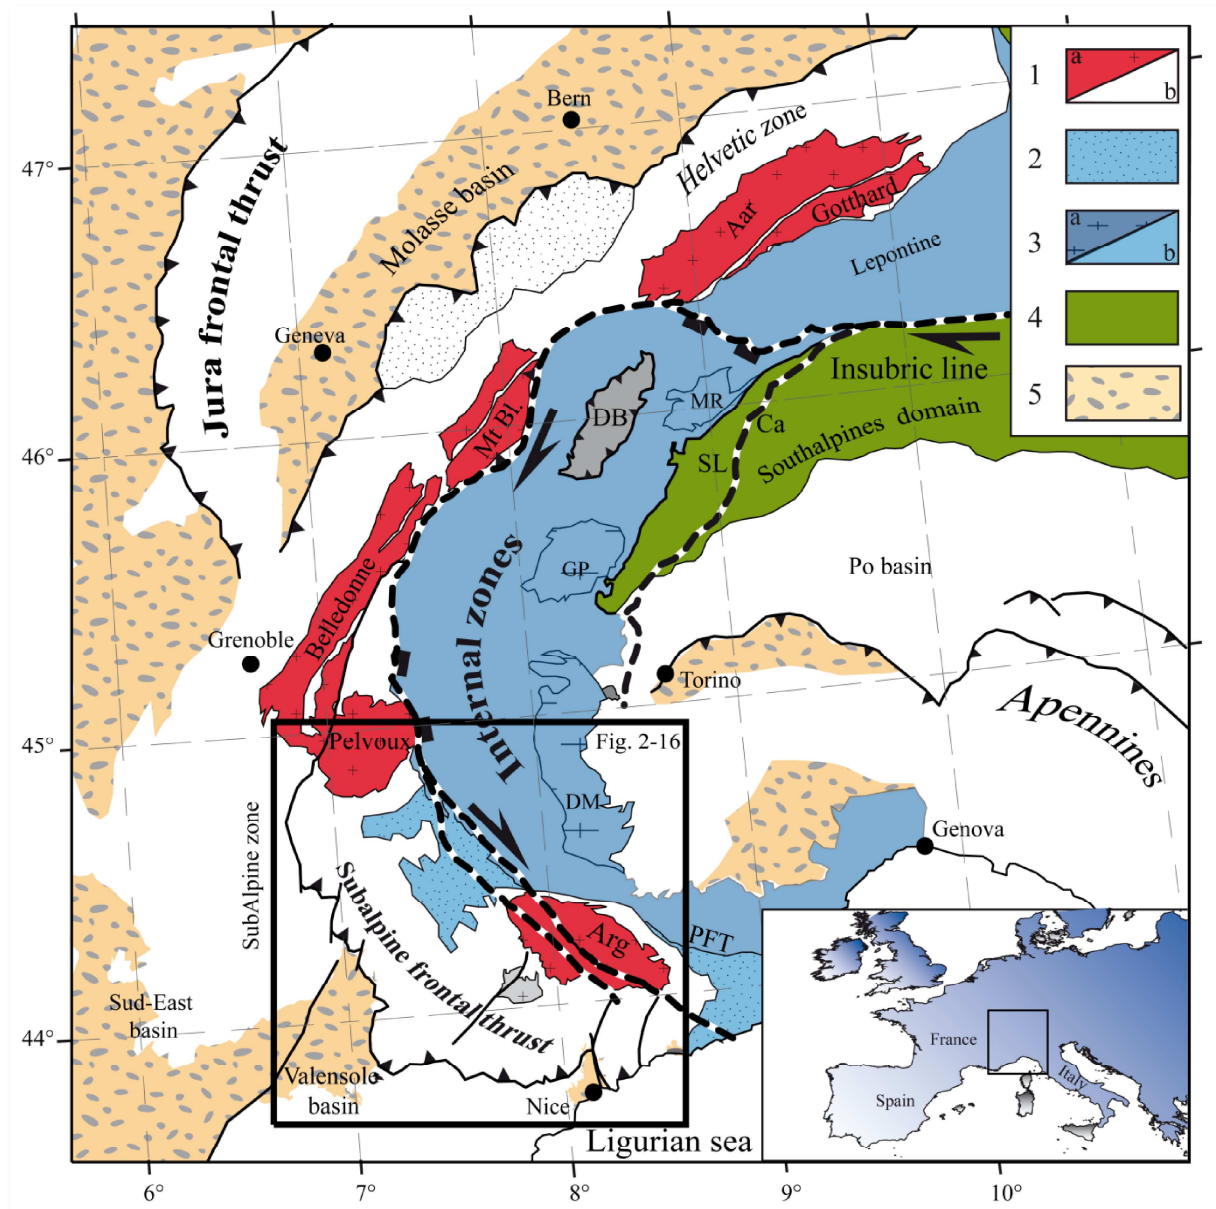 1
a
b
2
3
a
b
4
5
Bern
47°
Jura frontal thrust
Molasse basin
Helvetic zone
Aar
Gotthard
Lepontine
Geneva
Insubric line
Mt Bl.
DB
MR
Ca
SL
Southalpines domain
46°
GP
Internal zones
Po basin
Belledonne
Grenoble
Torino
Apennines
45°
Pelvoux
Fig. 2-16
DM
Genova
SubAlpine zone
Subalpine frontal thrust
Arg
PFT
Sud-East
basin
44°
Valensole
basin
Nice
Ligurian sea
France
Italy
Spain
6°
7°
8°
9°
10°